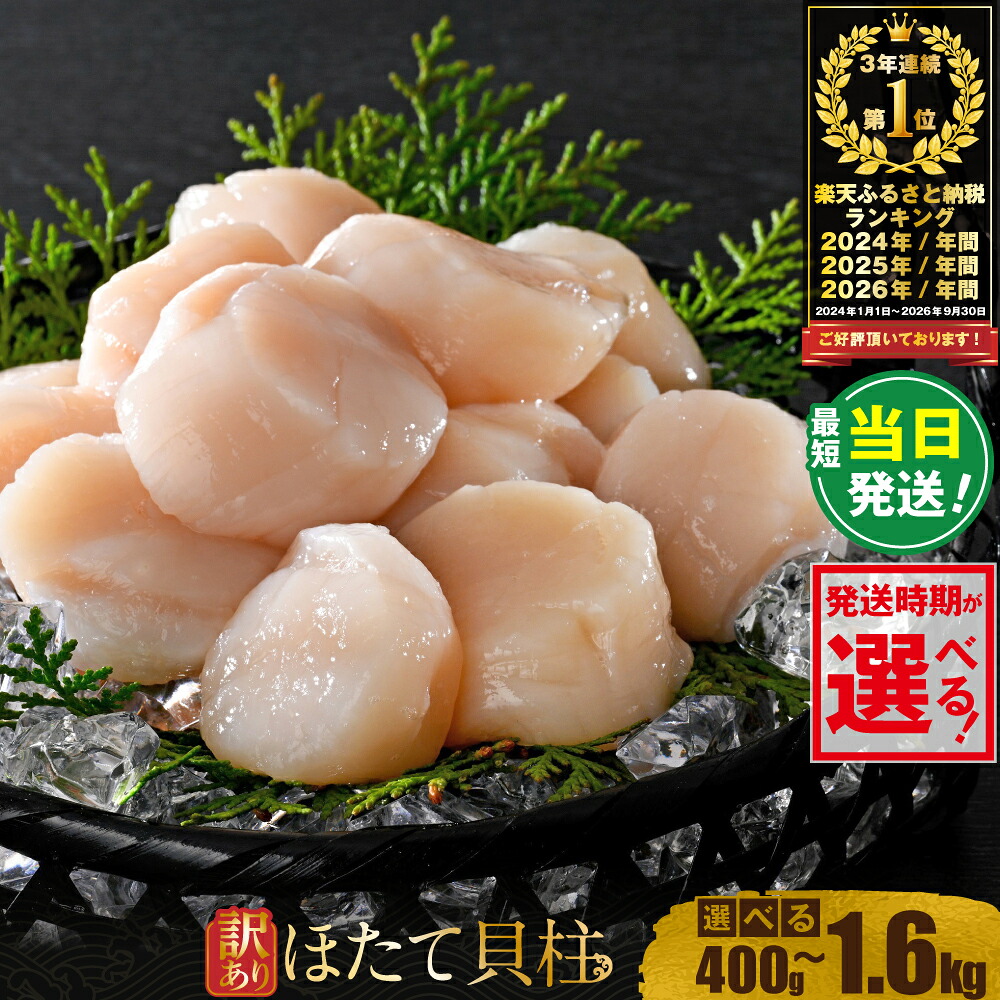 3年連続
第1位
楽天ふるさと納税
ランキング
2024年/年間
2025年/年間
2026年/年間
2024年1月1日～2026年9月30日
ご好評頂いております！
最短
当日
発送！
発送時期が
選べる！
訳あり
ほたて貝柱
選べる
400g～1.6kg